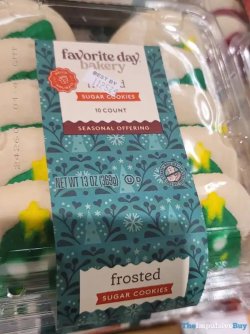 favorite day
bakery
BEST BY
SUGAR COOKIES
10 COUNT
SEASONAL OFFERING
NET WT 13 OZ (369g)
frosted
SUGAR COOKIES
TheImpulsiveBuy